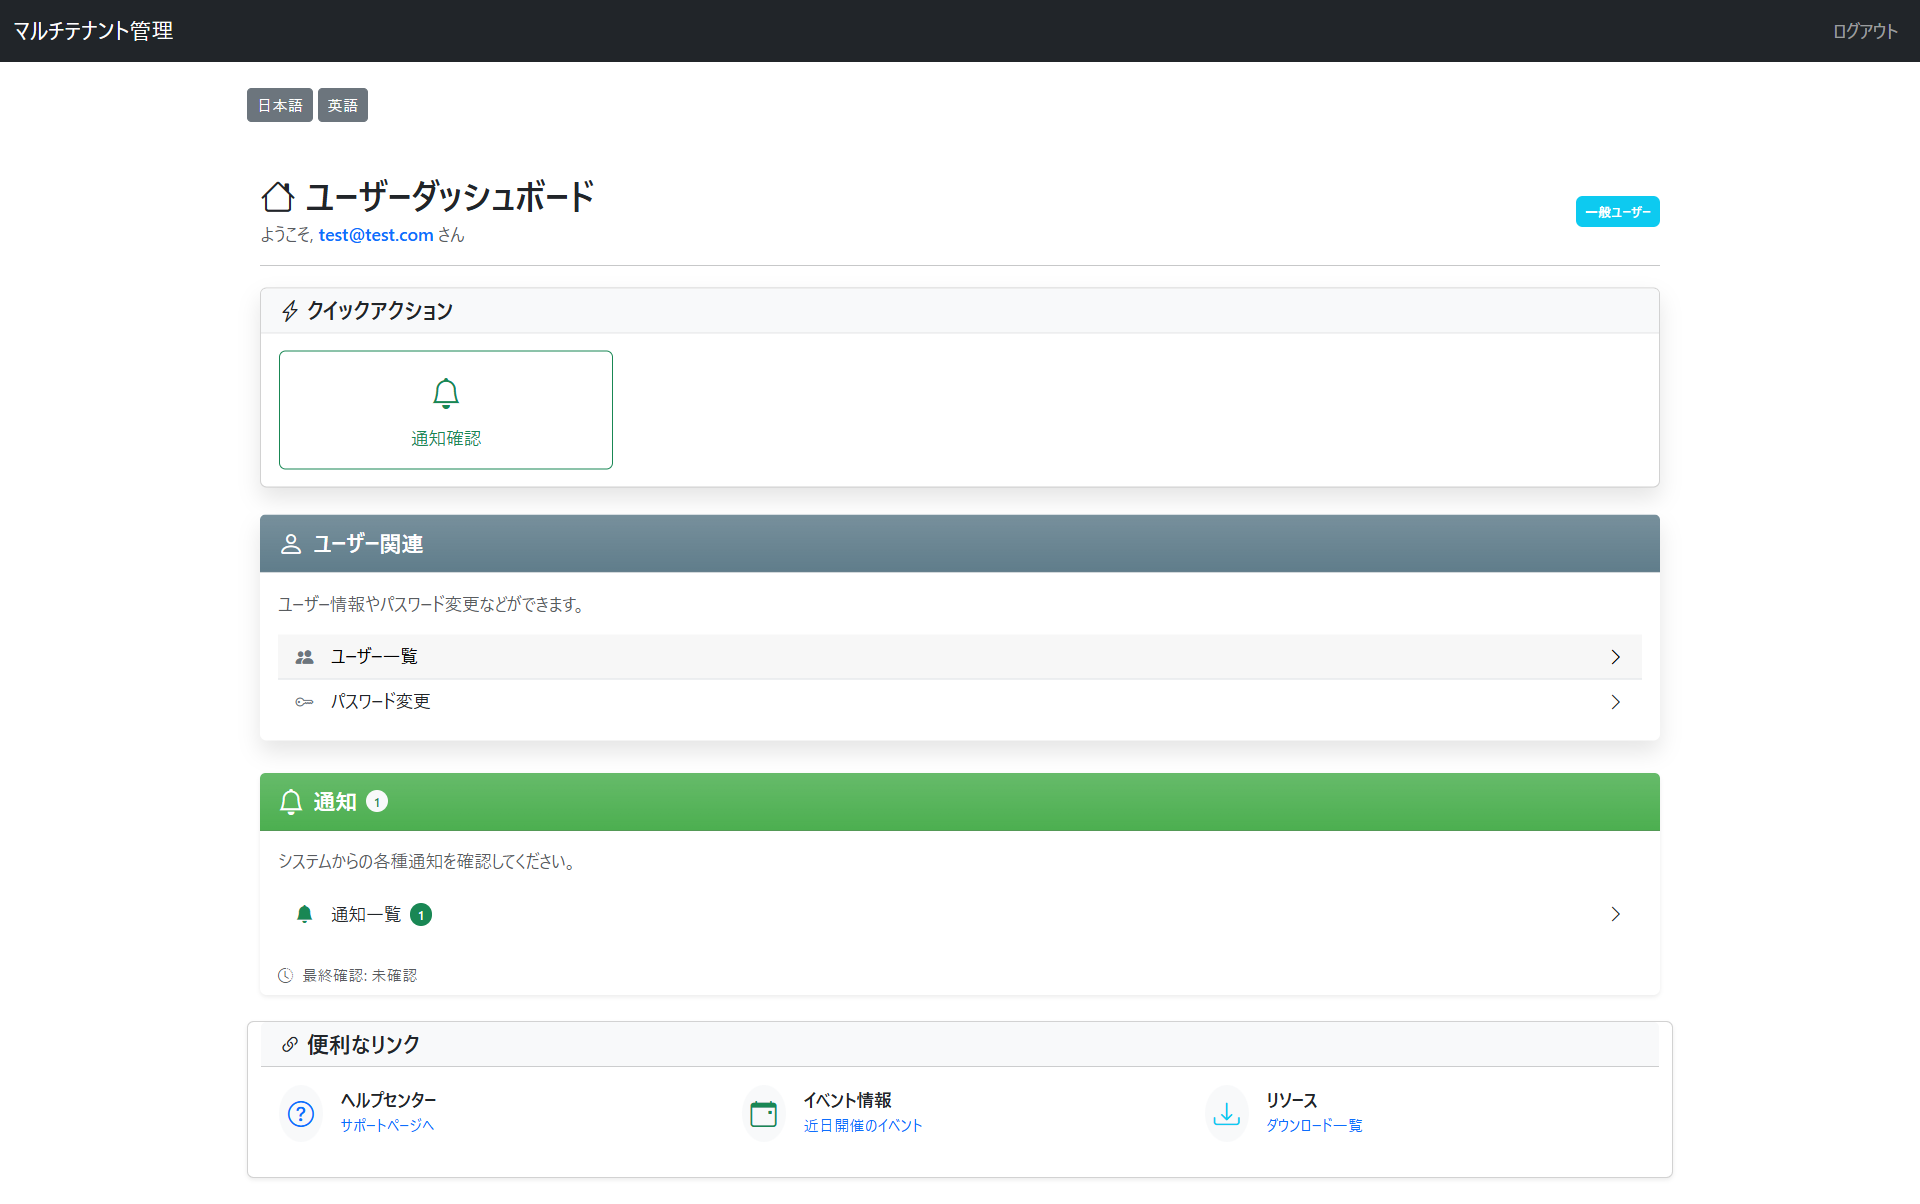 マルチテナント管理
ログアウト
日本語
英語
ユーザーダッシュボード
ようこそ, test@test.com さん
一般ユーザー
クイックアクション
通知確認
ユーザー関連
ユーザー情報やパスワード変更などができます。
ユーザー一覧
パスワード変更
通知 1
システムからの各種通知を確認してください。
通知一覧 1
最終確認: 未確認
便利なリンク
ヘルプセンター
サポートページへ
イベント情報
近日開催のイベント
リソース
ダウンロード一覧